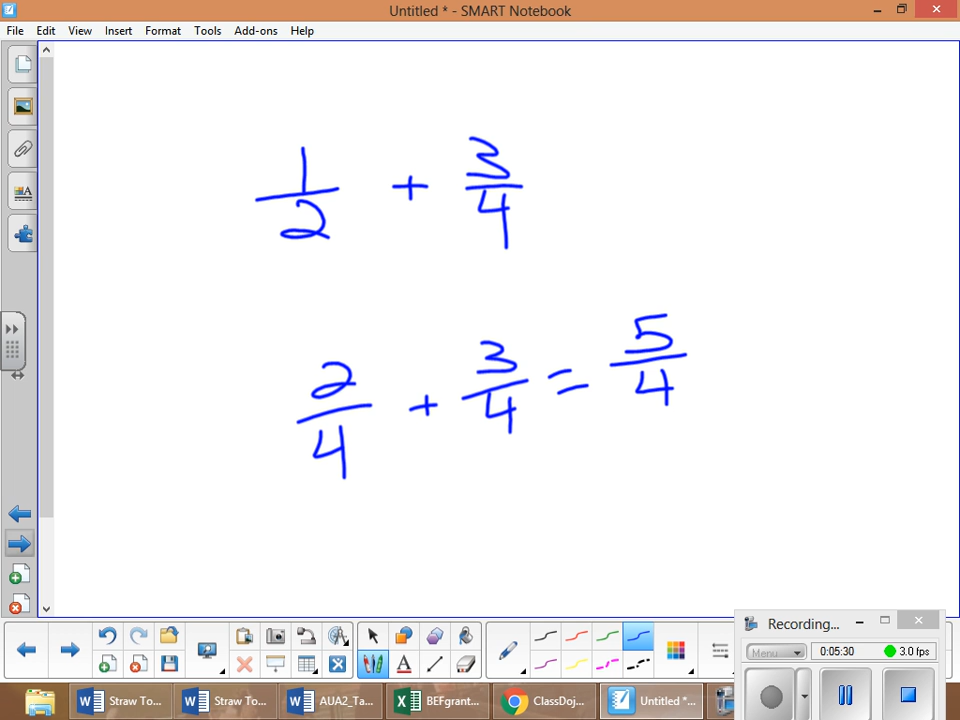 Untitled * - SMART Notebook
File Edit View Insert Format Tools Add-ons Help
1/2 + 3/4
2/4 + 3/4 = 5/4
Recording...
Menu 0:05:30 3.0 fps
Straw To... Straw To... AUA2_Ta... BEFgrant... ClassDoj... Untitled *...